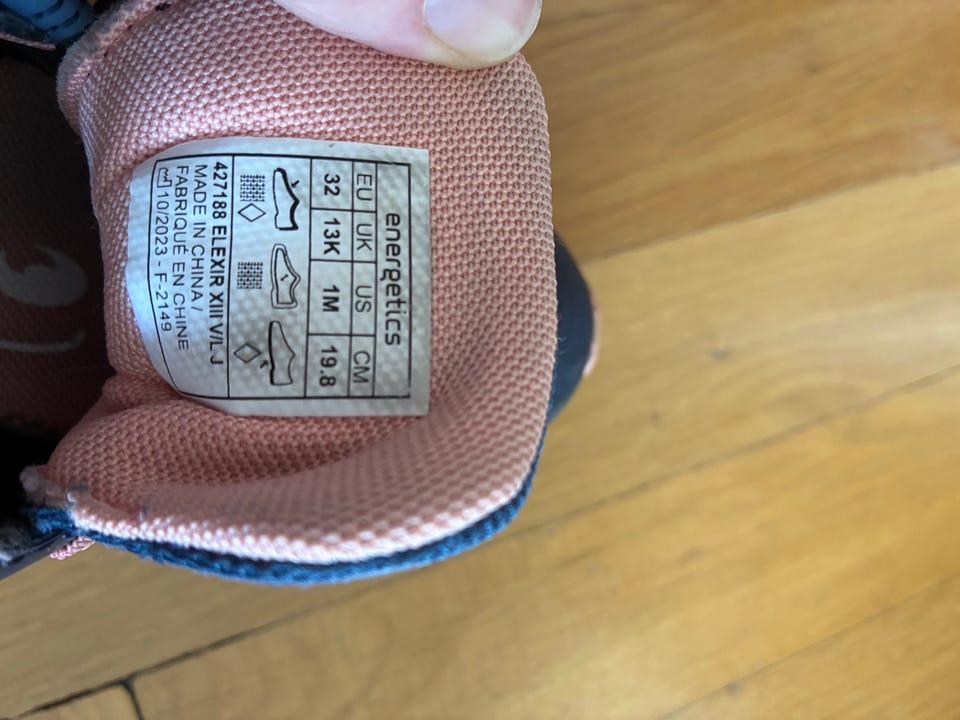 energetics
EU UK US CM
32 13K 1M 19.8
427188 ELEXIR XIII V/L J
MADE IN CHINA /
FABRIQUÉ EN CHINE
10/2023 - F-2149